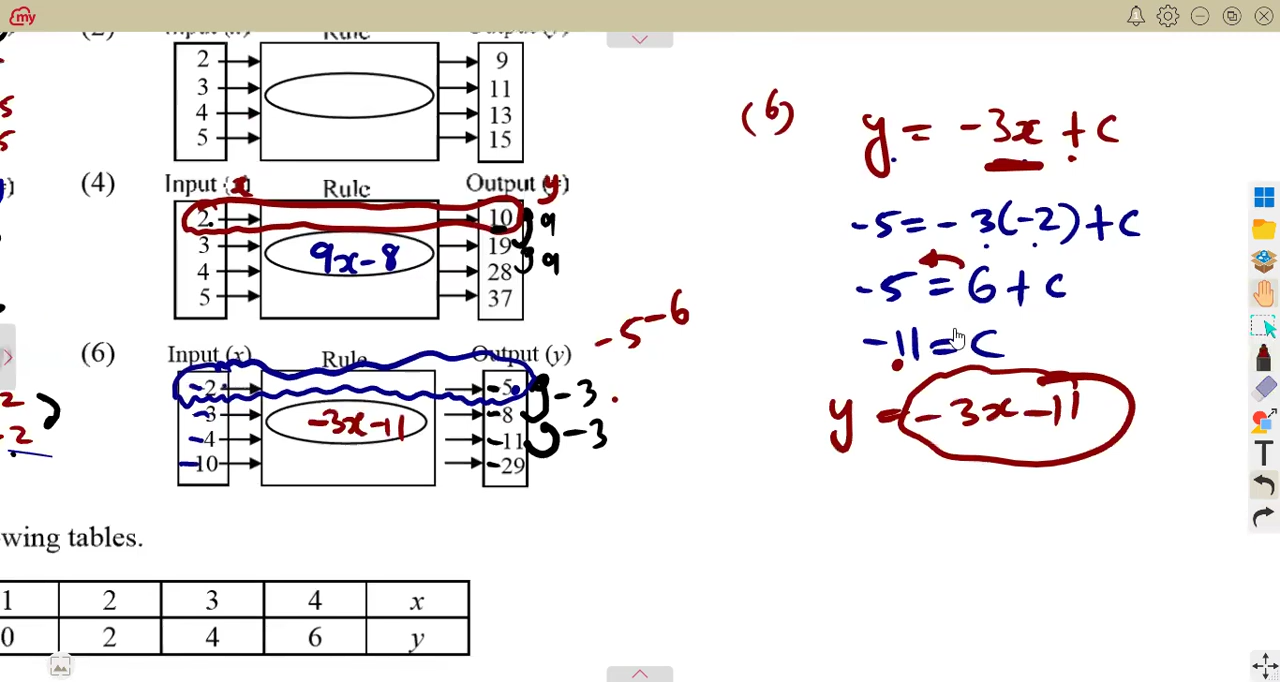 my
(2)
Input (x) Rule Output (y)
2 9
3 11
4 13
5 15
(4) Input x Rule Output y
2 10 9
3 9x-8 19 9
4 28
5 37
-5-6
(6) Input (x) Rule Output (y)
-2 -5 -3
-3 -3x-11 -8
-4 -11 -3
-10 -29
owing tables.
1 2 3 4 x
0 2 4 6 y
(6) y = -3x + c
-5 = -3(-2) + c
-5 = 6 + c
-11 = c
y = -3x-11
T